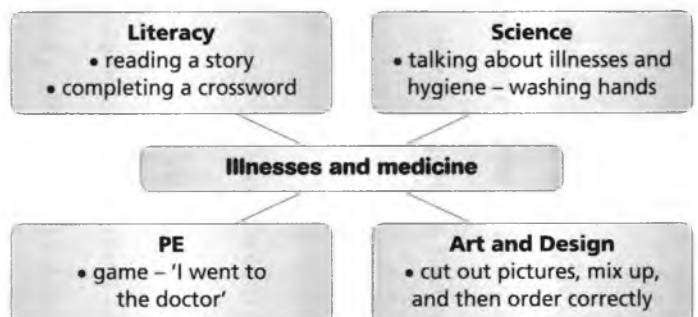 Literacy
• reading a story
• completing a crossword
Science
• talking about illnesses and
hygiene – washing hands
Illnesses and medicine
PE
• game – 'I went to
the doctor'
Art and Design
• cut out pictures, mix up,
and then order correctly